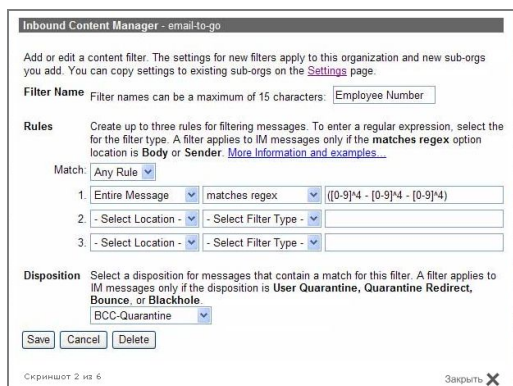 Inbound Content Manager - email-to-go
Add or edit a content filter. The settings for new filters apply to this organization and new sub-orgs
you add. You can copy settings to existing sub-orgs on the Settings page.
Filter Name Filter names can be a maximum of 15 characters: Employee Number
Rules Create up to three rules for filtering messages. To enter a regular expression, select the
for the filter type. A filter applies to IM messages only if the matches regex option
location is Body or Sender. More Information and examples...
Match: Any Rule
1. Entire Message matches regex ([0-9]^4 - [0-9]^4 - [0-9]^4)
2. - Select Location - - Select Filter Type -
3. - Select Location - - Select Filter Type -
Disposition Select a disposition for messages that contain a match for this filter. A filter applies to
IM messages only if the disposition is User Quarantine, Quarantine Redirect,
Bounce, or Blackhole.
BCC-Quarantine
Save Cancel Delete
Скриншот 2 из 6 Закрыть X